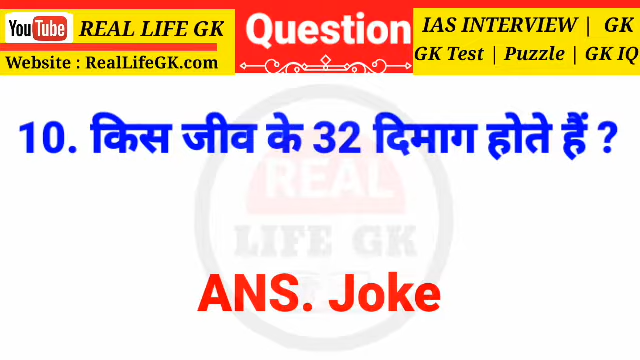 YouTube REAL LIFE GK
Website : RealLifeGK.com
Question
IAS INTERVIEW | GK
GK Test | Puzzle | GK IQ
10. किस जीव के 32 दिमाग होते हैं ?
REAL
LIFE GK
ANS. Joke